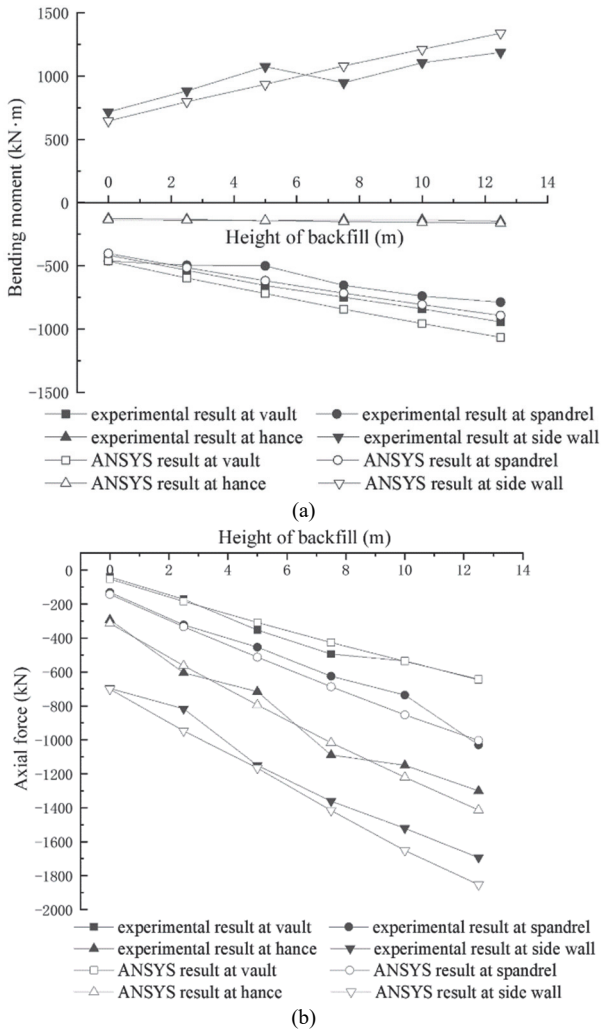 1500
1000
500
0
-500
-1000
-1500
Bending moment (kN·m)
0 2 4 6 8 10 12 14
Height of backfill (m)
experimental result at vault experimental result at spandrel
experimental result at hance experimental result at side wall
ANSYS result at vault ANSYS result at spandrel
ANSYS result at hance ANSYS result at side wall
(a)
Height of backfill (m)
0 2 4 6 8 10 12 14
0
-200
-400
-600
-800
-1000
-1200
-1400
-1600
-1800
-2000
Axial force (kN)
experimental result at vault experimental result at spandrel
experimental result at hance experimental result at side wall
ANSYS result at vault ANSYS result at spandrel
ANSYS result at hance ANSYS result at side wall
(b)